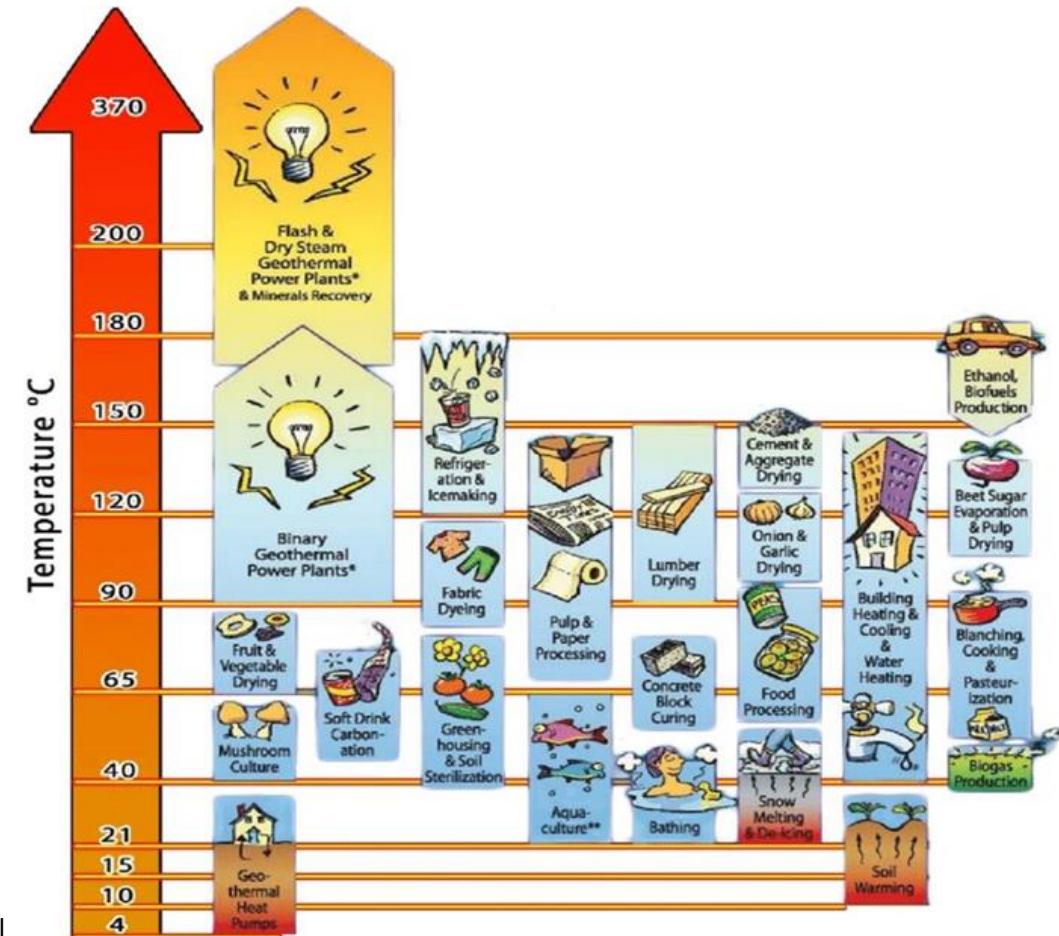 Temperature ºC
370
200
180
150
120
90
65
40
21
15
10
4
Flash &
Dry Steam
Geothermal
Power Plants*
& Minerals Recovery
Binary
Geothermal
Power Plants*
Fruit &
Vegetable
Drying
Mushroom
Culture
Geo-
thermal
Heat
Pumps
Soft Drink
Carbon-
ation
Refriger-
ation &
Icemaking
Fabric
Dyeing
Green-
housing
& Soil
Sterilization
Pulp &
Paper
Processing
Aqua-
culture**
Lumber
Drying
Concrete
Block
Curing
Bathing
Cement &
Aggregate
Drying
Onion &
Garlic
Drying
PEAS
Food
Processing
Snow
Melting
& De-icing
Building
Heating &
Cooling
&
Water
Heating
Soil
Warming
Ethanol,
Biofuels
Production
Beet Sugar
Evaporation
& Pulp
Drying
Blanching,
Cooking
&
Pasteur-
ization
MILK
Biogas
Production